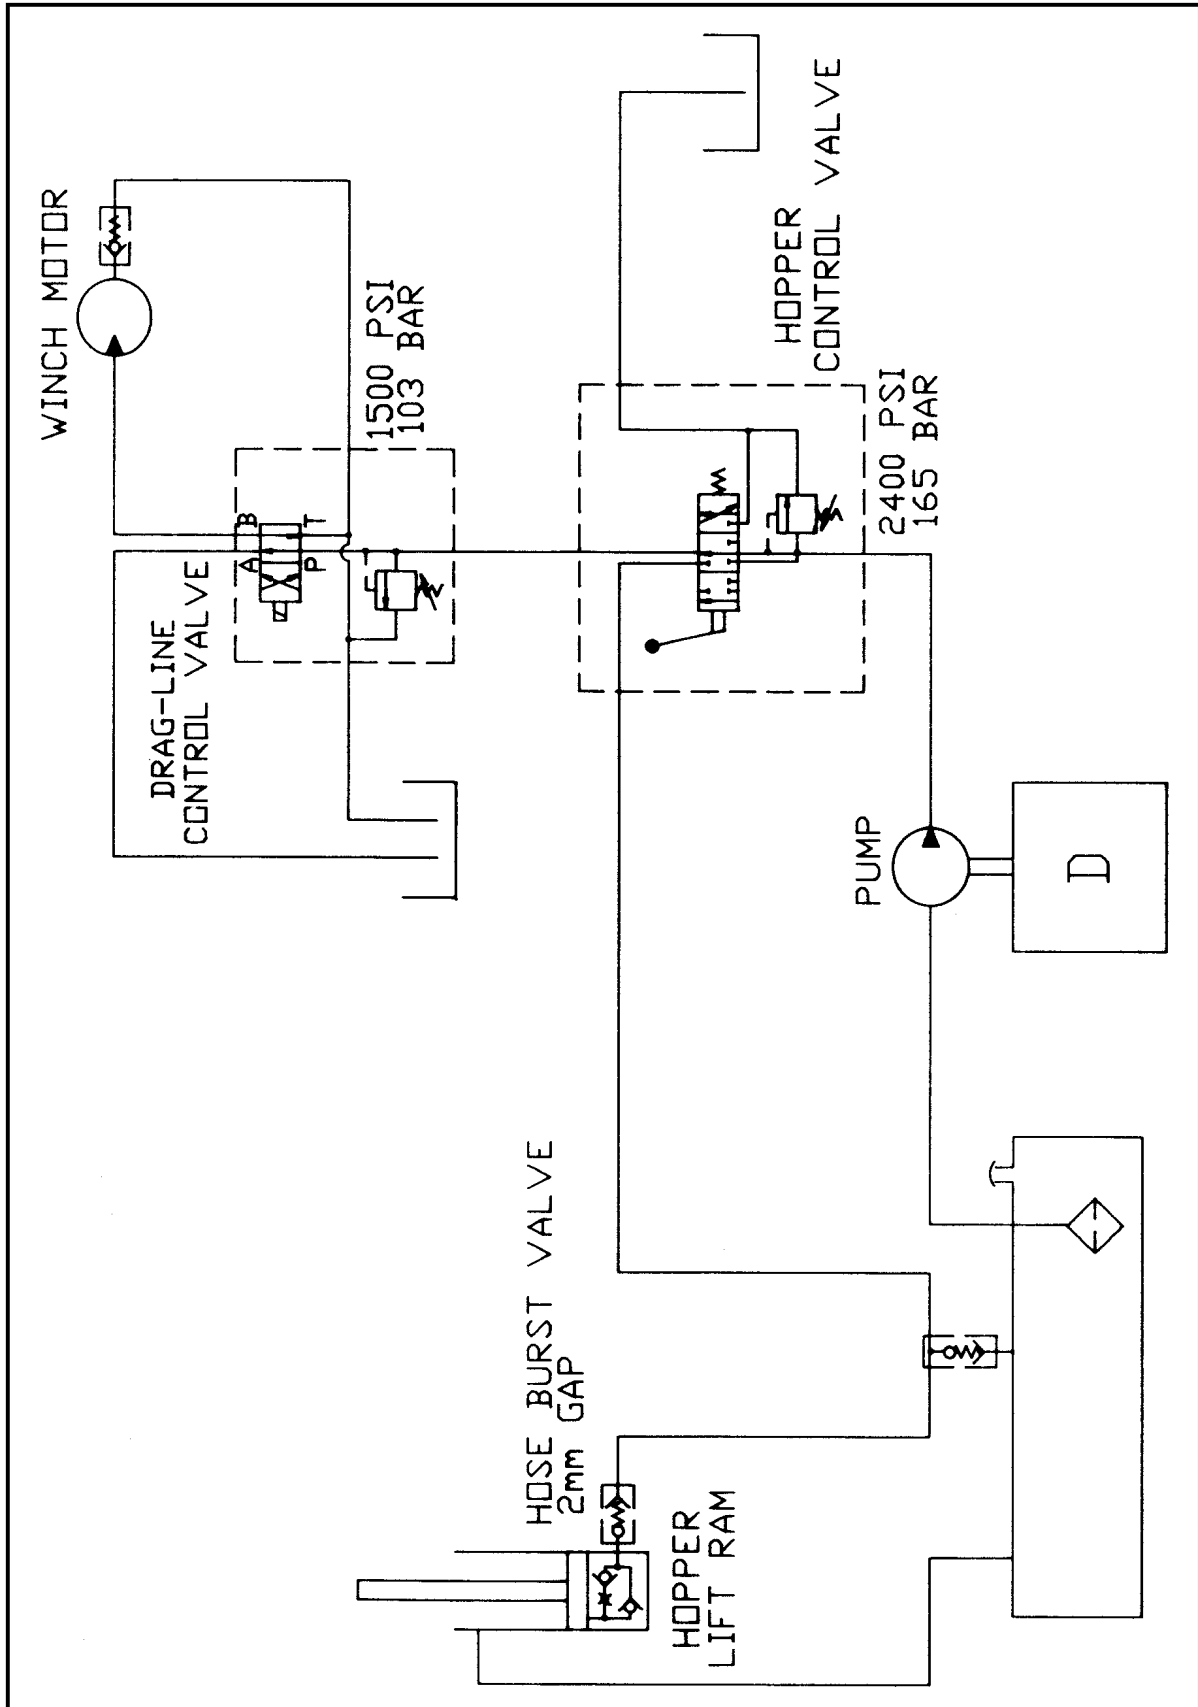 WINCH MOTOR
1500 PSI
103 BAR
DRAG-LINE
CONTROL VALVE
A
B
P
T
HOPPER
CONTROL VALVE
2400 PSI
165 BAR
PUMP
D
HOSE BURST VALVE
2mm GAP
HOPPER
LIFT RAM